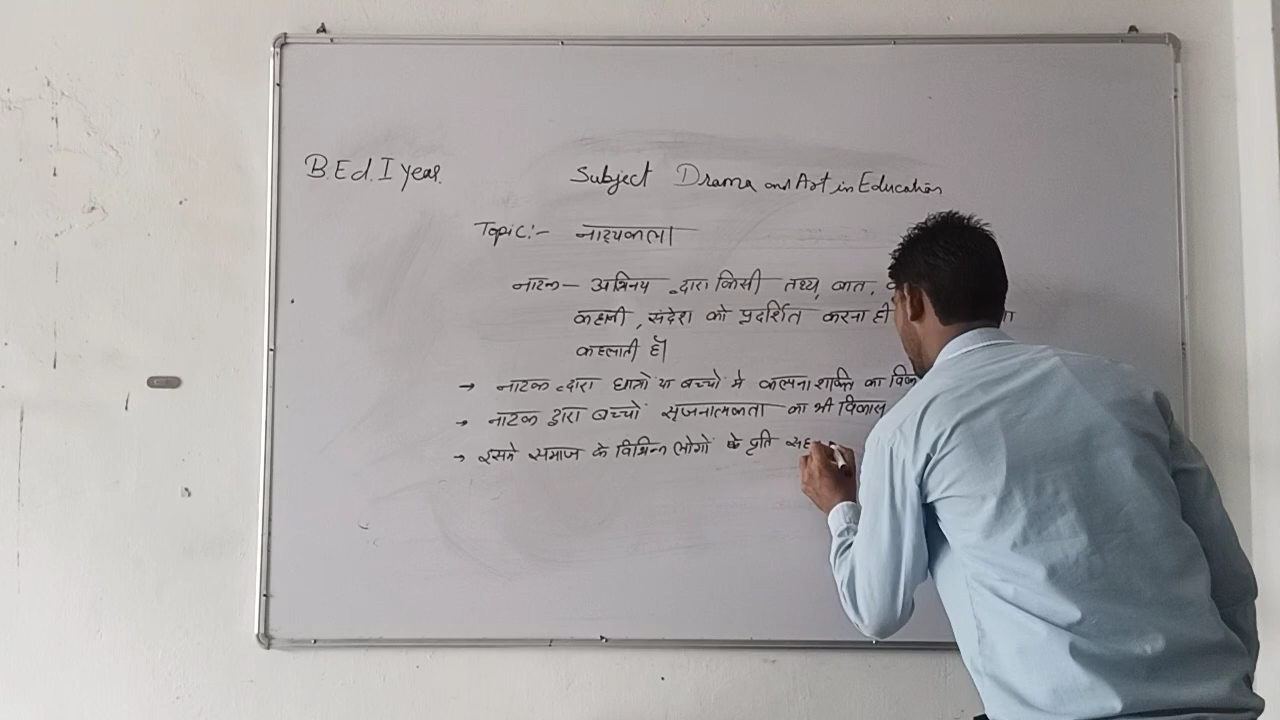 B.Ed. I year. Subject Drama and Art in Education
Topic:- नाट्यकला
नाटक - अभिनय द्वारा किसी तथ्य, बात,
कहानी, संदेश को प्रदर्शित करना ही
कहलाती है।
→ नाटक द्वारा छात्रों या बच्चों मे कल्पना शक्ति का
→ नाटक द्वारा बच्चों सृजनात्मकता का भी विकास
→ इससे समाज के विभिन्न लोगों के प्रति